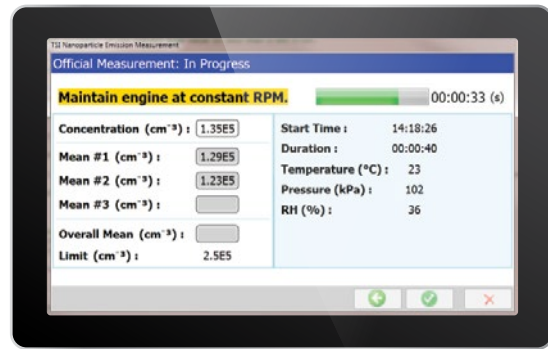 TSI Nanoparticle Emission Measurement
Official Measurement: In Progress
Maintain engine at constant RPM.
00:00:33 (s)
Concentration (cm⁻³) : 1.35E5
Mean #1 (cm⁻³) : 1.29E5
Mean #2 (cm⁻³) : 1.23E5
Mean #3 (cm⁻³) :
Overall Mean (cm⁻³) :
Limit (cm⁻³) : 2.5E5
Start Time : 14:18:26
Duration : 00:00:40
Temperature (°C) : 23
Pressure (kPa) : 102
RH (%) : 36